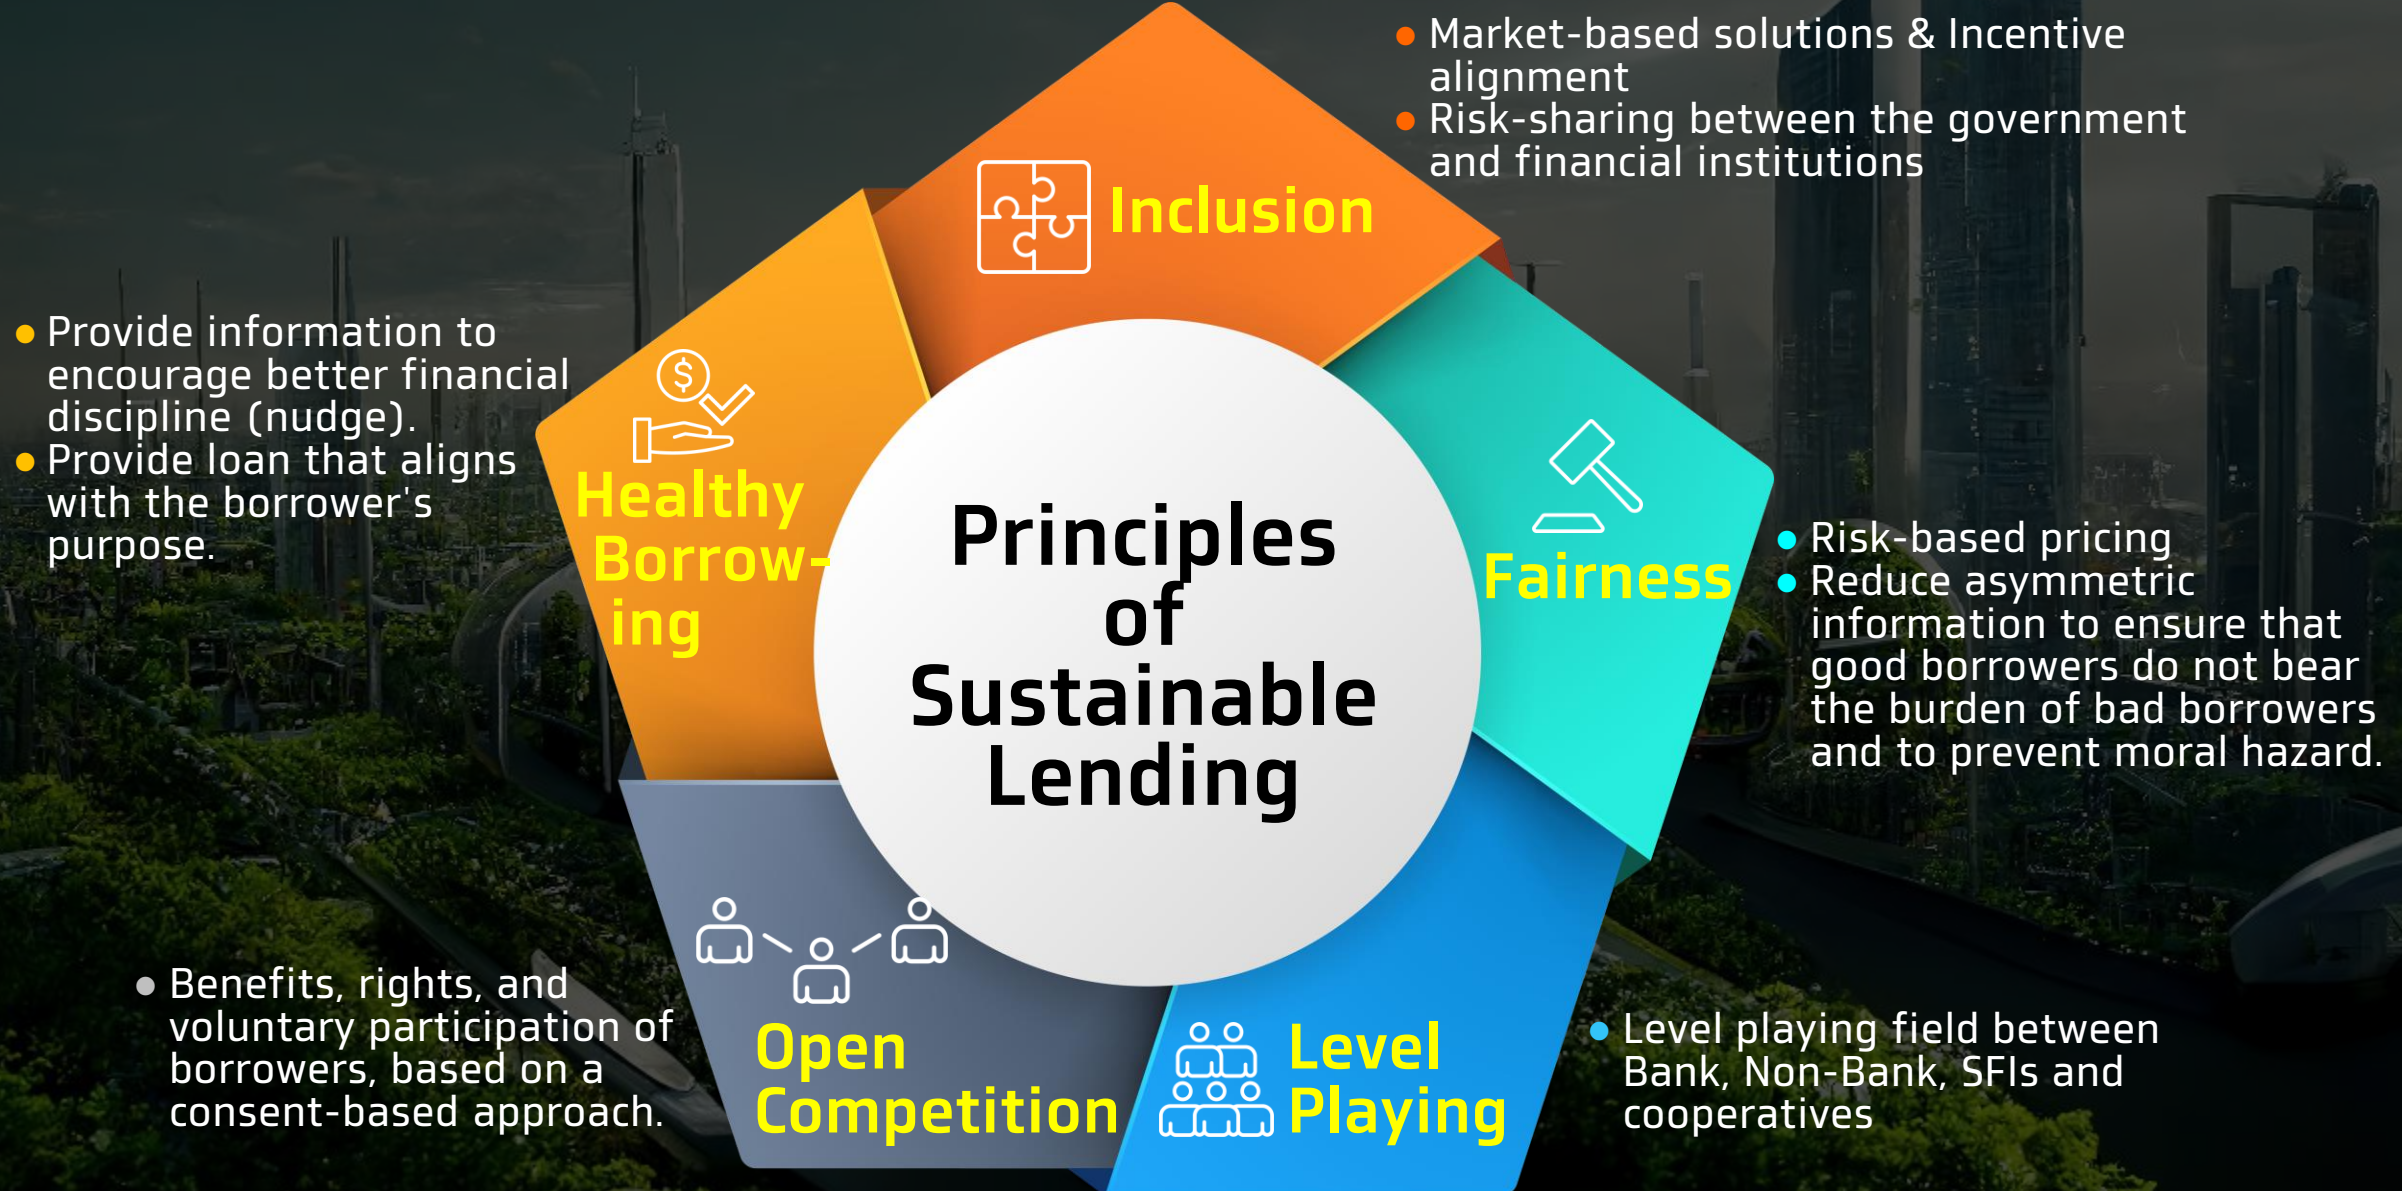 Market-based solutions & Incentive
alignment
Risk-sharing between the government
and financial institutions
Inclusion
Provide information to
encourage better financial
discipline (nudge).
Provide loan that aligns
with the borrower's
purpose.
$
Healthy
Borrow-
ing
Principles
of
Sustainable
Lending
Fairness
Risk-based pricing
Reduce asymmetric
information to ensure that
good borrowers do not bear
the burden of bad borrowers
and to prevent moral hazard.
Benefits, rights, and
voluntary participation of
borrowers, based on a
consent-based approach.
Open
Competition
Level
Playing
Level playing field between
Bank, Non-Bank, SFIs and
cooperatives